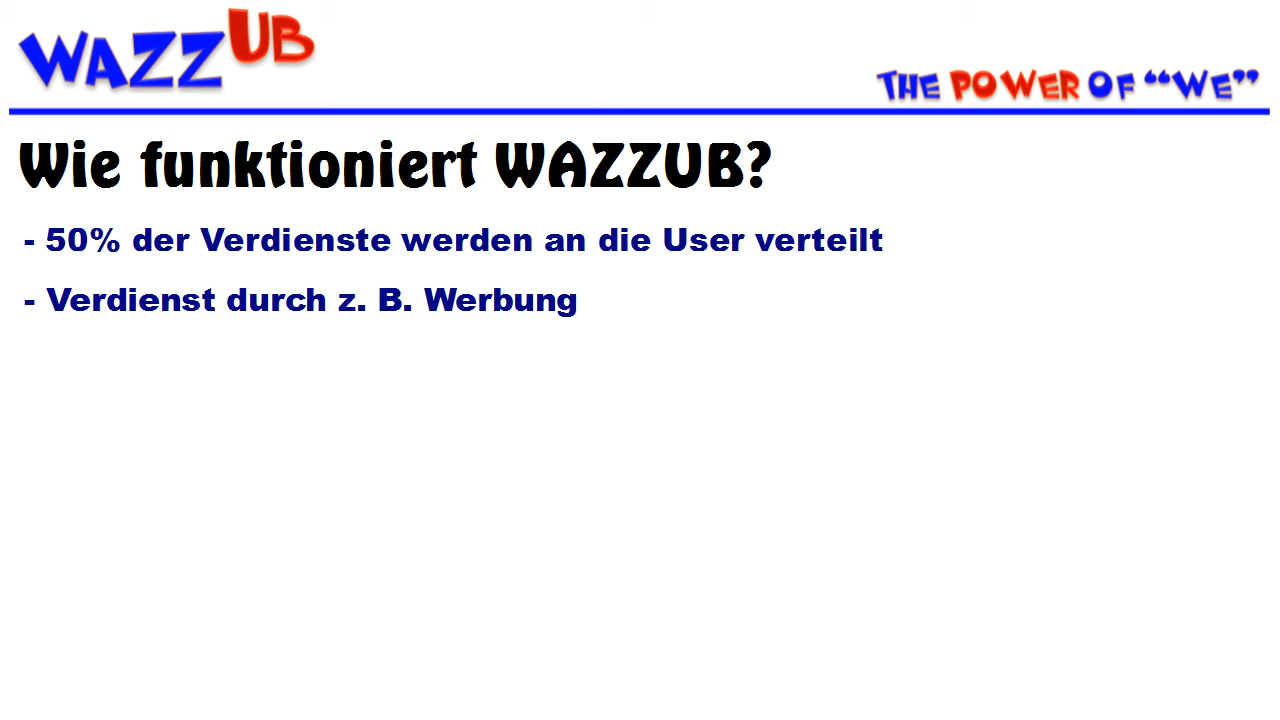 WAZZUB
THE POWER OF “WE”
Wie funktioniert WAZZUB?
- 50% der Verdienste werden an die User verteilt
- Verdienst durch z. B. Werbung